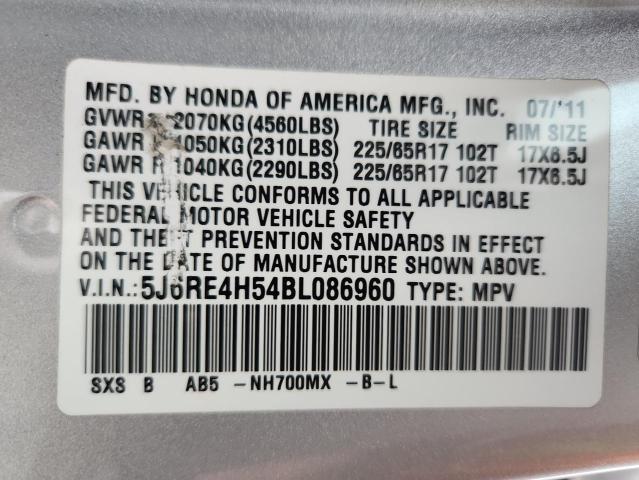 MFD. BY HONDA OF AMERICA MFG., INC. 07/'11
GVWR 2070KG(4560LBS) TIRE SIZE RIM SIZE
GAWR 1050KG(2310LBS) 225/65R17 102T 17X6.5J
GAWR R 1040KG(2290LBS) 225/65R17 102T 17X6.5J
THIS VEHICLE CONFORMS TO ALL APPLICABLE
FEDERAL MOTOR VEHICLE SAFETY
AND THEFT PREVENTION STANDARDS IN EFFECT
ON THE DATE OF MANUFACTURE SHOWN ABOVE.
V.I.N.:5J6RE4H54BL086960 TYPE: MPV
SXS B AB5 -NH700MX -B-L